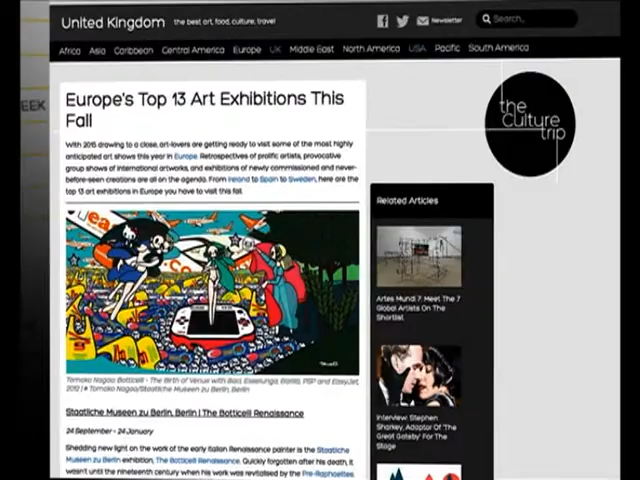 United Kingdom the best art, food, culture, travel
Newsletter
Search...
Africa Asia Caribbean Central America Europe UK Middle East North America USA Pacific South America
EEK
Europe's Top 13 Art Exhibitions This
Fall
the
culture
trip
With 2015 drawing to a close, art-lovers are getting ready to visit some of the most highly
anticipated art shows this year in Europe. Retrospectives of prolific artists, provocative
group shows of international artworks, and exhibitions of newly commissioned and never-
before-seen creations are all on the agenda. From Ireland to Spain to Sweden, here are the
top 13 art exhibitions in Europe you have to visit this fall.
Related Articles
Artes Mundi 7: Meet The 7
Global Artists On The
Shortlist
Tomoko Nagao Botticelli - The Birth of Venus with Baci, Esselunga, Barilla, PSP and EasyJet,
2012 | © Tomoko Nagao/Staatliche Museen zu Berlin, Berlin
Staatliche Museen zu Berlin, Berlin | The Botticelli Renaissance
24 September - 24 January
Interview: Stephen
Sharkey, Adaptor Of 'The
Great Gatsby' For The
Stage
Shedding new light on the work of the early Italian Renaissance painter is the Staatliche
Museen zu Berlin exhibition, The Botticelli Renaissance. Quickly forgotten after his death, it
wasn't until the nineteenth century when his work was revitalised by the Pre-Raphaelites